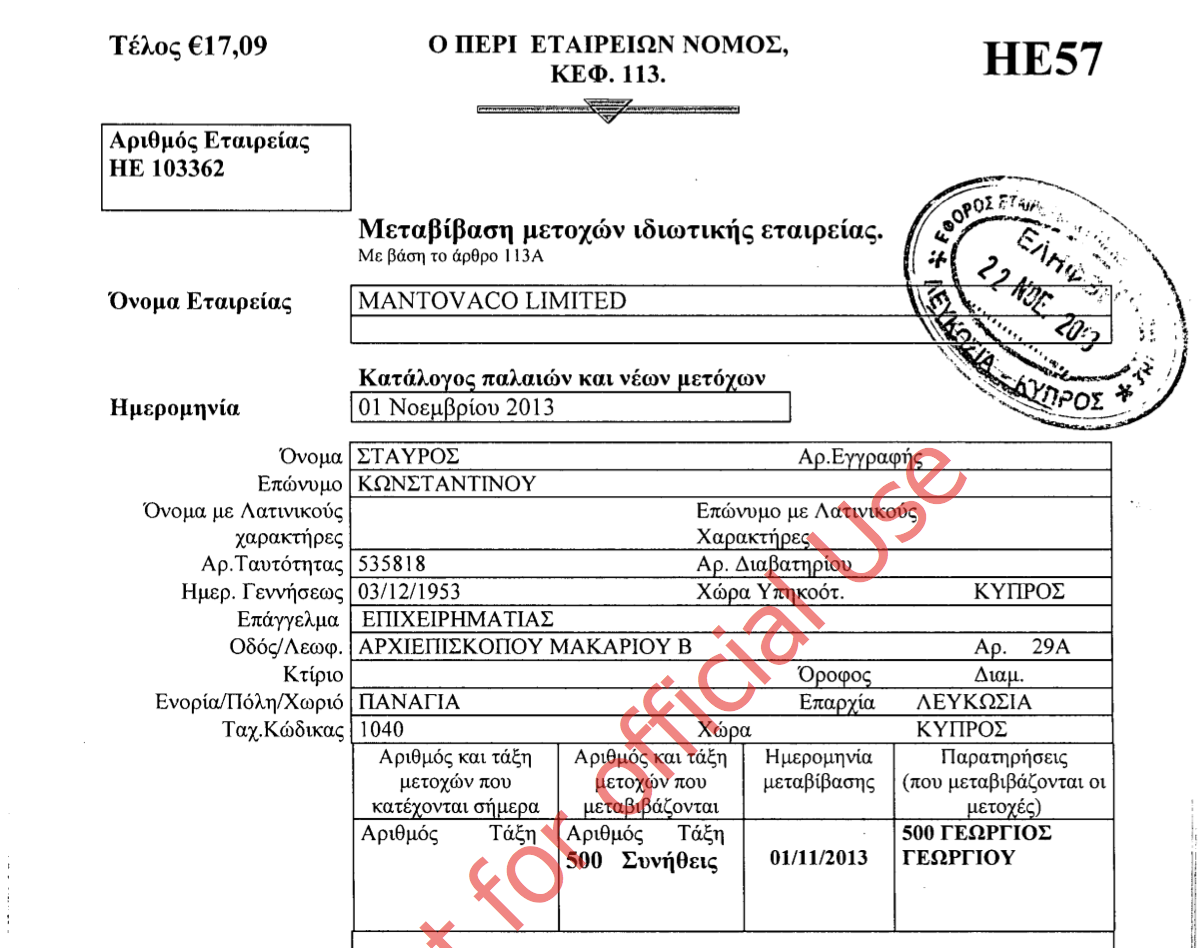 Τέλος €17,09
Ο ΠΕΡΙ ΕΤΑΙΡΕΙΩΝ ΝΟΜΟΣ,
ΚΕΦ. 113.
ΗΕ57
Αριθμός Εταιρείας
ΗΕ 103362
Μεταβίβαση μετοχών ιδιωτικής εταιρείας.
Με βάση το άρθρο 113Α
ΕΦΟΡΟΣ
22 ΝΟΕ. 2013
ΛΕΥΚΩΣΙΑ - ΚΥΠΡΟΣ
Όνομα Εταιρείας MANTOVACO LIMITED
Κατάλογος παλαιών και νέων μετόχων
Ημερομηνία 01 Νοεμβρίου 2013
Όνομα ΣΤΑΥΡΟΣ Αρ.Εγγραφής
Επώνυμο ΚΩΝΣΤΑΝΤΙΝΟΥ
Όνομα με Λατινικούς Επώνυμο με Λατινικούς
χαρακτήρες Χαρακτήρες
Αρ.Ταυτότητας 535818 Αρ. Διαβατηρίου
Ημερ. Γεννήσεως 03/12/1953 Χώρα Υπηκοότ. ΚΥΠΡΟΣ
Επάγγελμα ΕΠΙΧΕΙΡΗΜΑΤΙΑΣ
Οδός/Λεωφ. ΑΡΧΙΕΠΙΣΚΟΠΟΥ ΜΑΚΑΡΙΟΥ Β Αρ. 29Α
Κτίριο Όροφος Διαμ.
Ενορία/Πόλη/Χωριό ΠΑΝΑΓΙΑ Επαρχία ΛΕΥΚΩΣΙΑ
Ταχ.Κώδικας 1040 Χώρα ΚΥΠΡΟΣ
Αριθμός και τάξη Αριθμός και τάξη Ημερομηνία Παρατηρήσεις
μετοχών που μετοχών που μεταβίβασης (που μεταβιβάζονται οι
κατέχονται σήμερα μεταβιβάζονται μετοχές)
Αριθμός Τάξη Αριθμός Τάξη 500 ΓΕΩΡΓΙΟΣ
500 Συνήθεις 01/11/2013 ΓΕΩΡΓΙΟΥ
for official Use